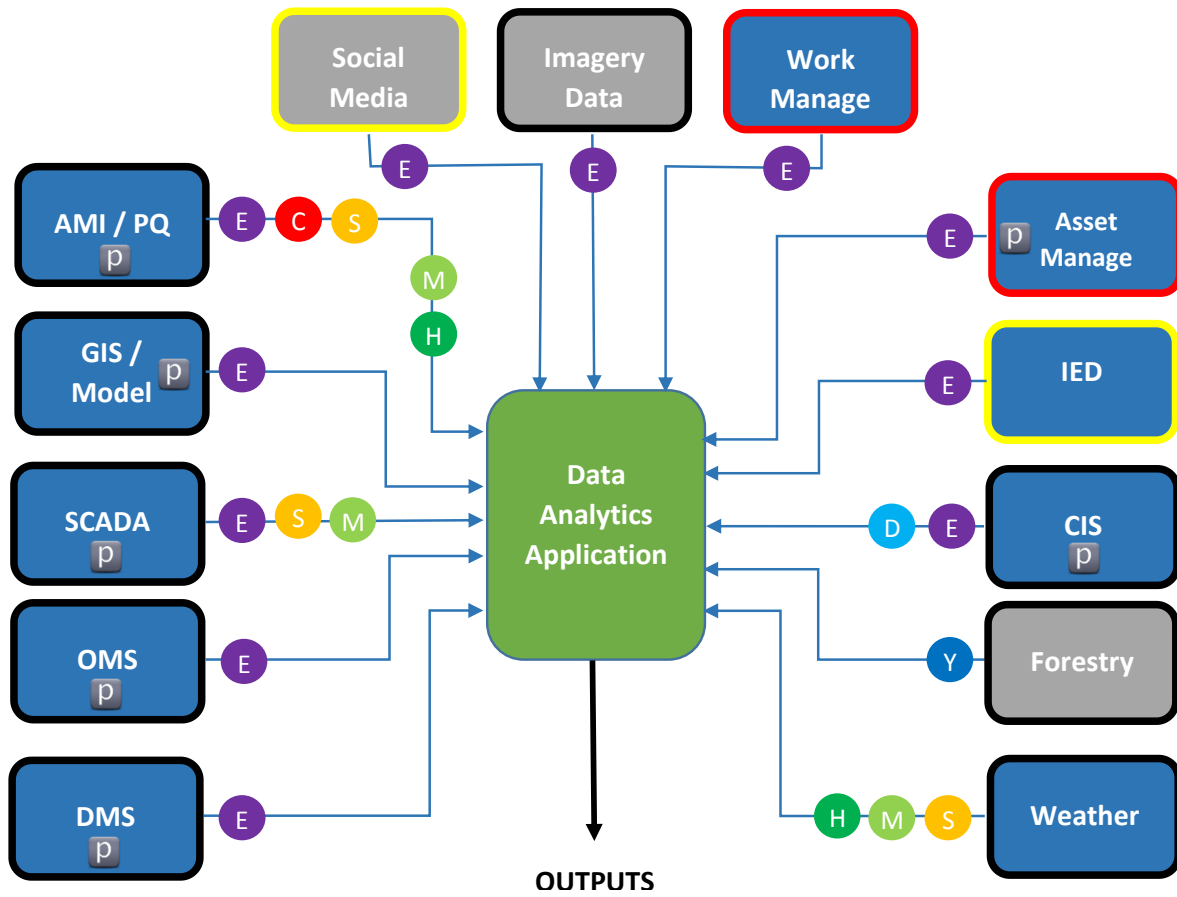 Social
Media
Imagery
Data
Work
Manage
E
E
E
AMI / PQ
p
E
C
S
M
H
E
p
Asset
Manage
GIS /
Model
p
E
E
IED
Data
Analytics
Application
SCADA
p
E
S
M
D
E
CIS
p
OMS
p
E
Y
Forestry
DMS
p
E
H
M
S
Weather
OUTPUTS